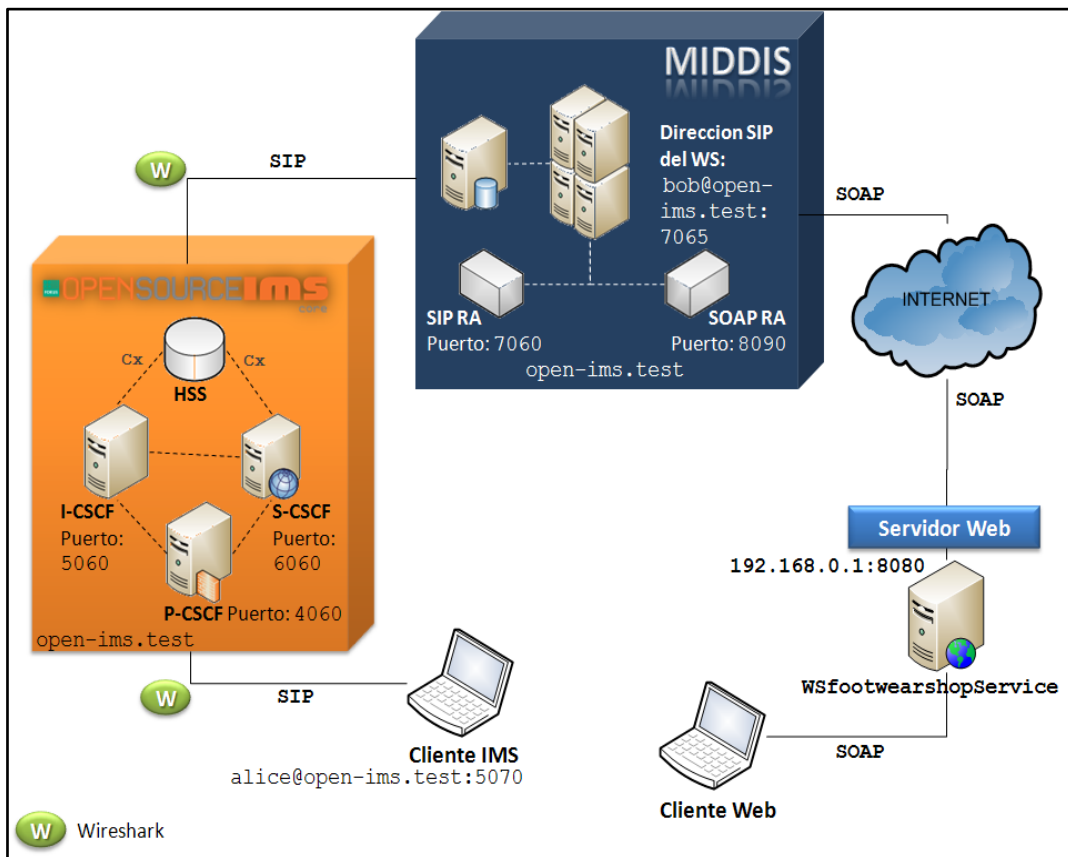 MIDDIS
W
SIP
Direccion SIP
del WS:
bob@open-
ims.test:
7065
SOAP
OPENSOURCEIMS
core
INTERNET
SIP RA
Puerto: 7060
SOAP RA
Puerto: 8090
open-ims.test
Cx
Cx
HSS
SOAP
I-CSCF
Puerto:
5060
S-CSCF
Puerto:
6060
Servidor Web
192.168.0.1:8080
P-CSCF Puerto: 4060
open-ims.test
WSfootwearshopService
W
SIP
Cliente IMS
alice@open-ims.test:5070
SOAP
Cliente Web
W Wireshark